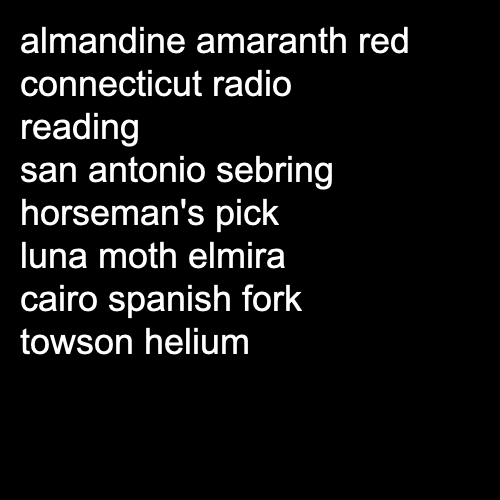 almandine amaranth red
connecticut radio
reading
san antonio sebring
horseman's pick
luna moth elmira
cairo spanish fork
towson helium